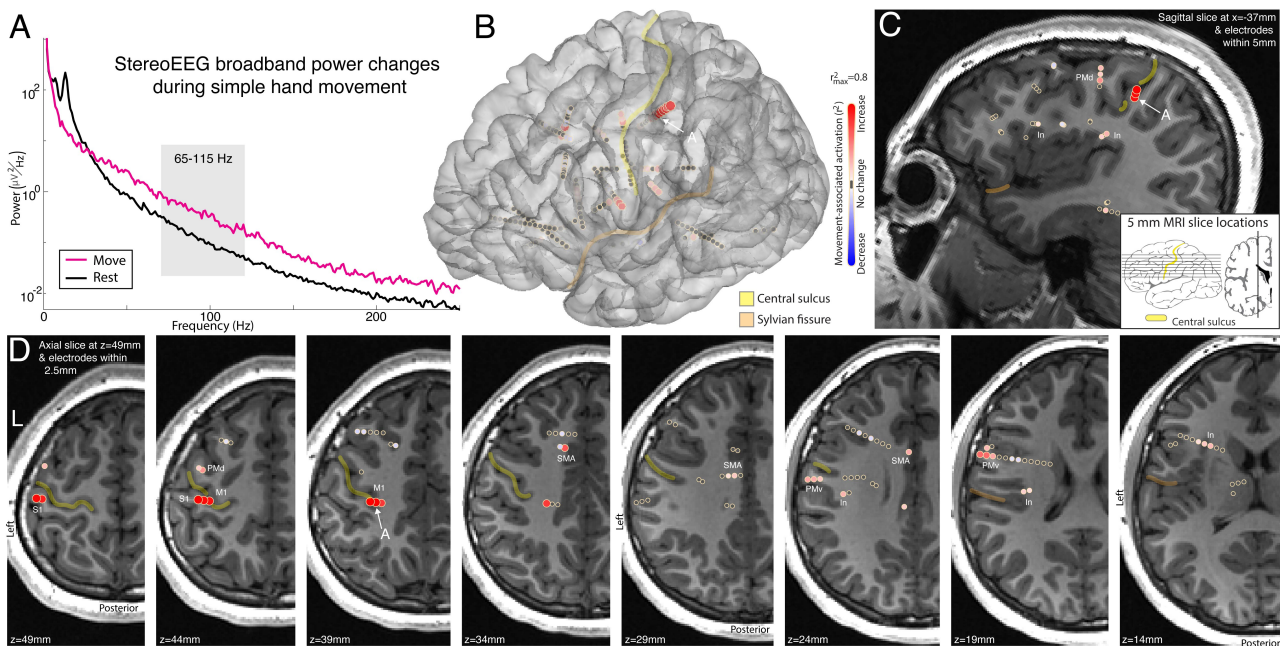 A
StereoEEG broadband power changes
during simple hand movement
10²
10⁰
10⁻²
Power (μV²/Hz)
65-115 Hz
Move
Rest
0
100
200
Frequency (Hz)
B
A
r²max=0.8
Movement-associated activation (r²)
Increase
No change
Decrease
Central sulcus
Sylvian fissure
C
Sagittal slice at x=-37mm
& electrodes
within 5mm
PMd
A
In
In
5 mm MRI slice locations
Central sulcus
D
Axial slice at z=49mm
& electrodes within
2.5mm
L
S1
Left
Posterior
z=49mm
PMd
S1
M1
z=44mm
M1
A
z=39mm
SMA
z=34mm
SMA
Left
Posterior
z=29mm
SMA
PMv
In
z=24mm
PMv
In
z=19mm
In
Left
Posterior
z=14mm